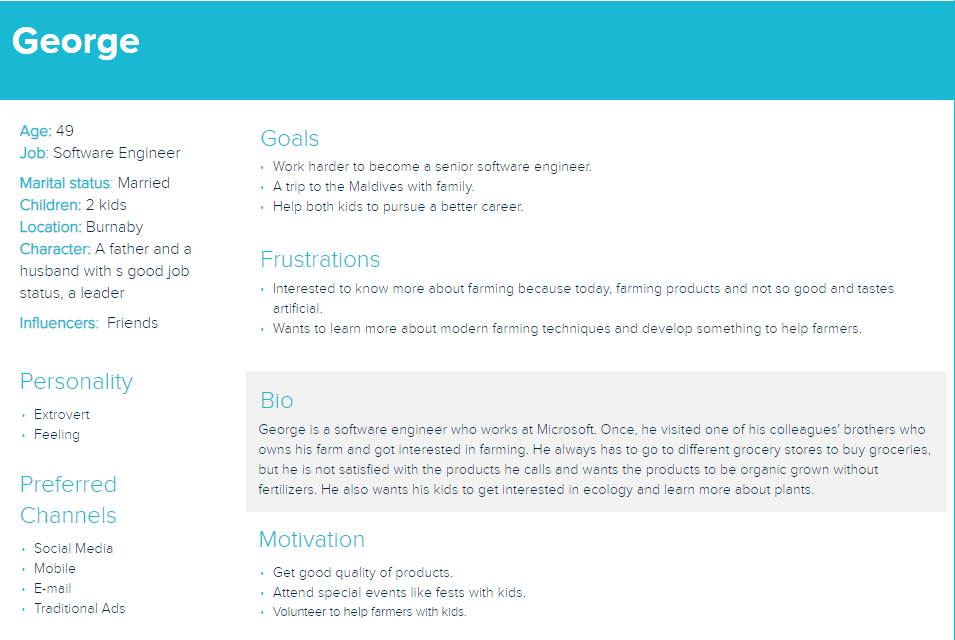 George
Age: 49
Job: Software Engineer
Marital status: Married
Children: 2 kids
Location: Burnaby
Character: A father and a
husband with s good job
status, a leader
Influencers: Friends
Personality
• Extrovert
• Feeling
Preferred
Channels
• Social Media
• Mobile
• E-mail
• Traditional Ads
Goals
• Work harder to become a senior software engineer.
• A trip to the Maldives with family.
• Help both kids to pursue a better career.
Frustrations
• Interested to know more about farming because today, farming products and not so good and tastes
artificial.
• Wants to learn more about modern farming techniques and develop something to help farmers.
Bio
George is a software engineer who works at Microsoft. Once, he visited one of his colleagues' brothers who
owns his farm and got interested in farming. He always has to go to different grocery stores to buy groceries,
but he is not satisfied with the products he calls and wants the products to be organic grown without
fertilizers. He also wants his kids to get interested in ecology and learn more about plants.
Motivation
• Get good quality of products.
• Attend special events like fests with kids.
• Volunteer to help farmers with kids.